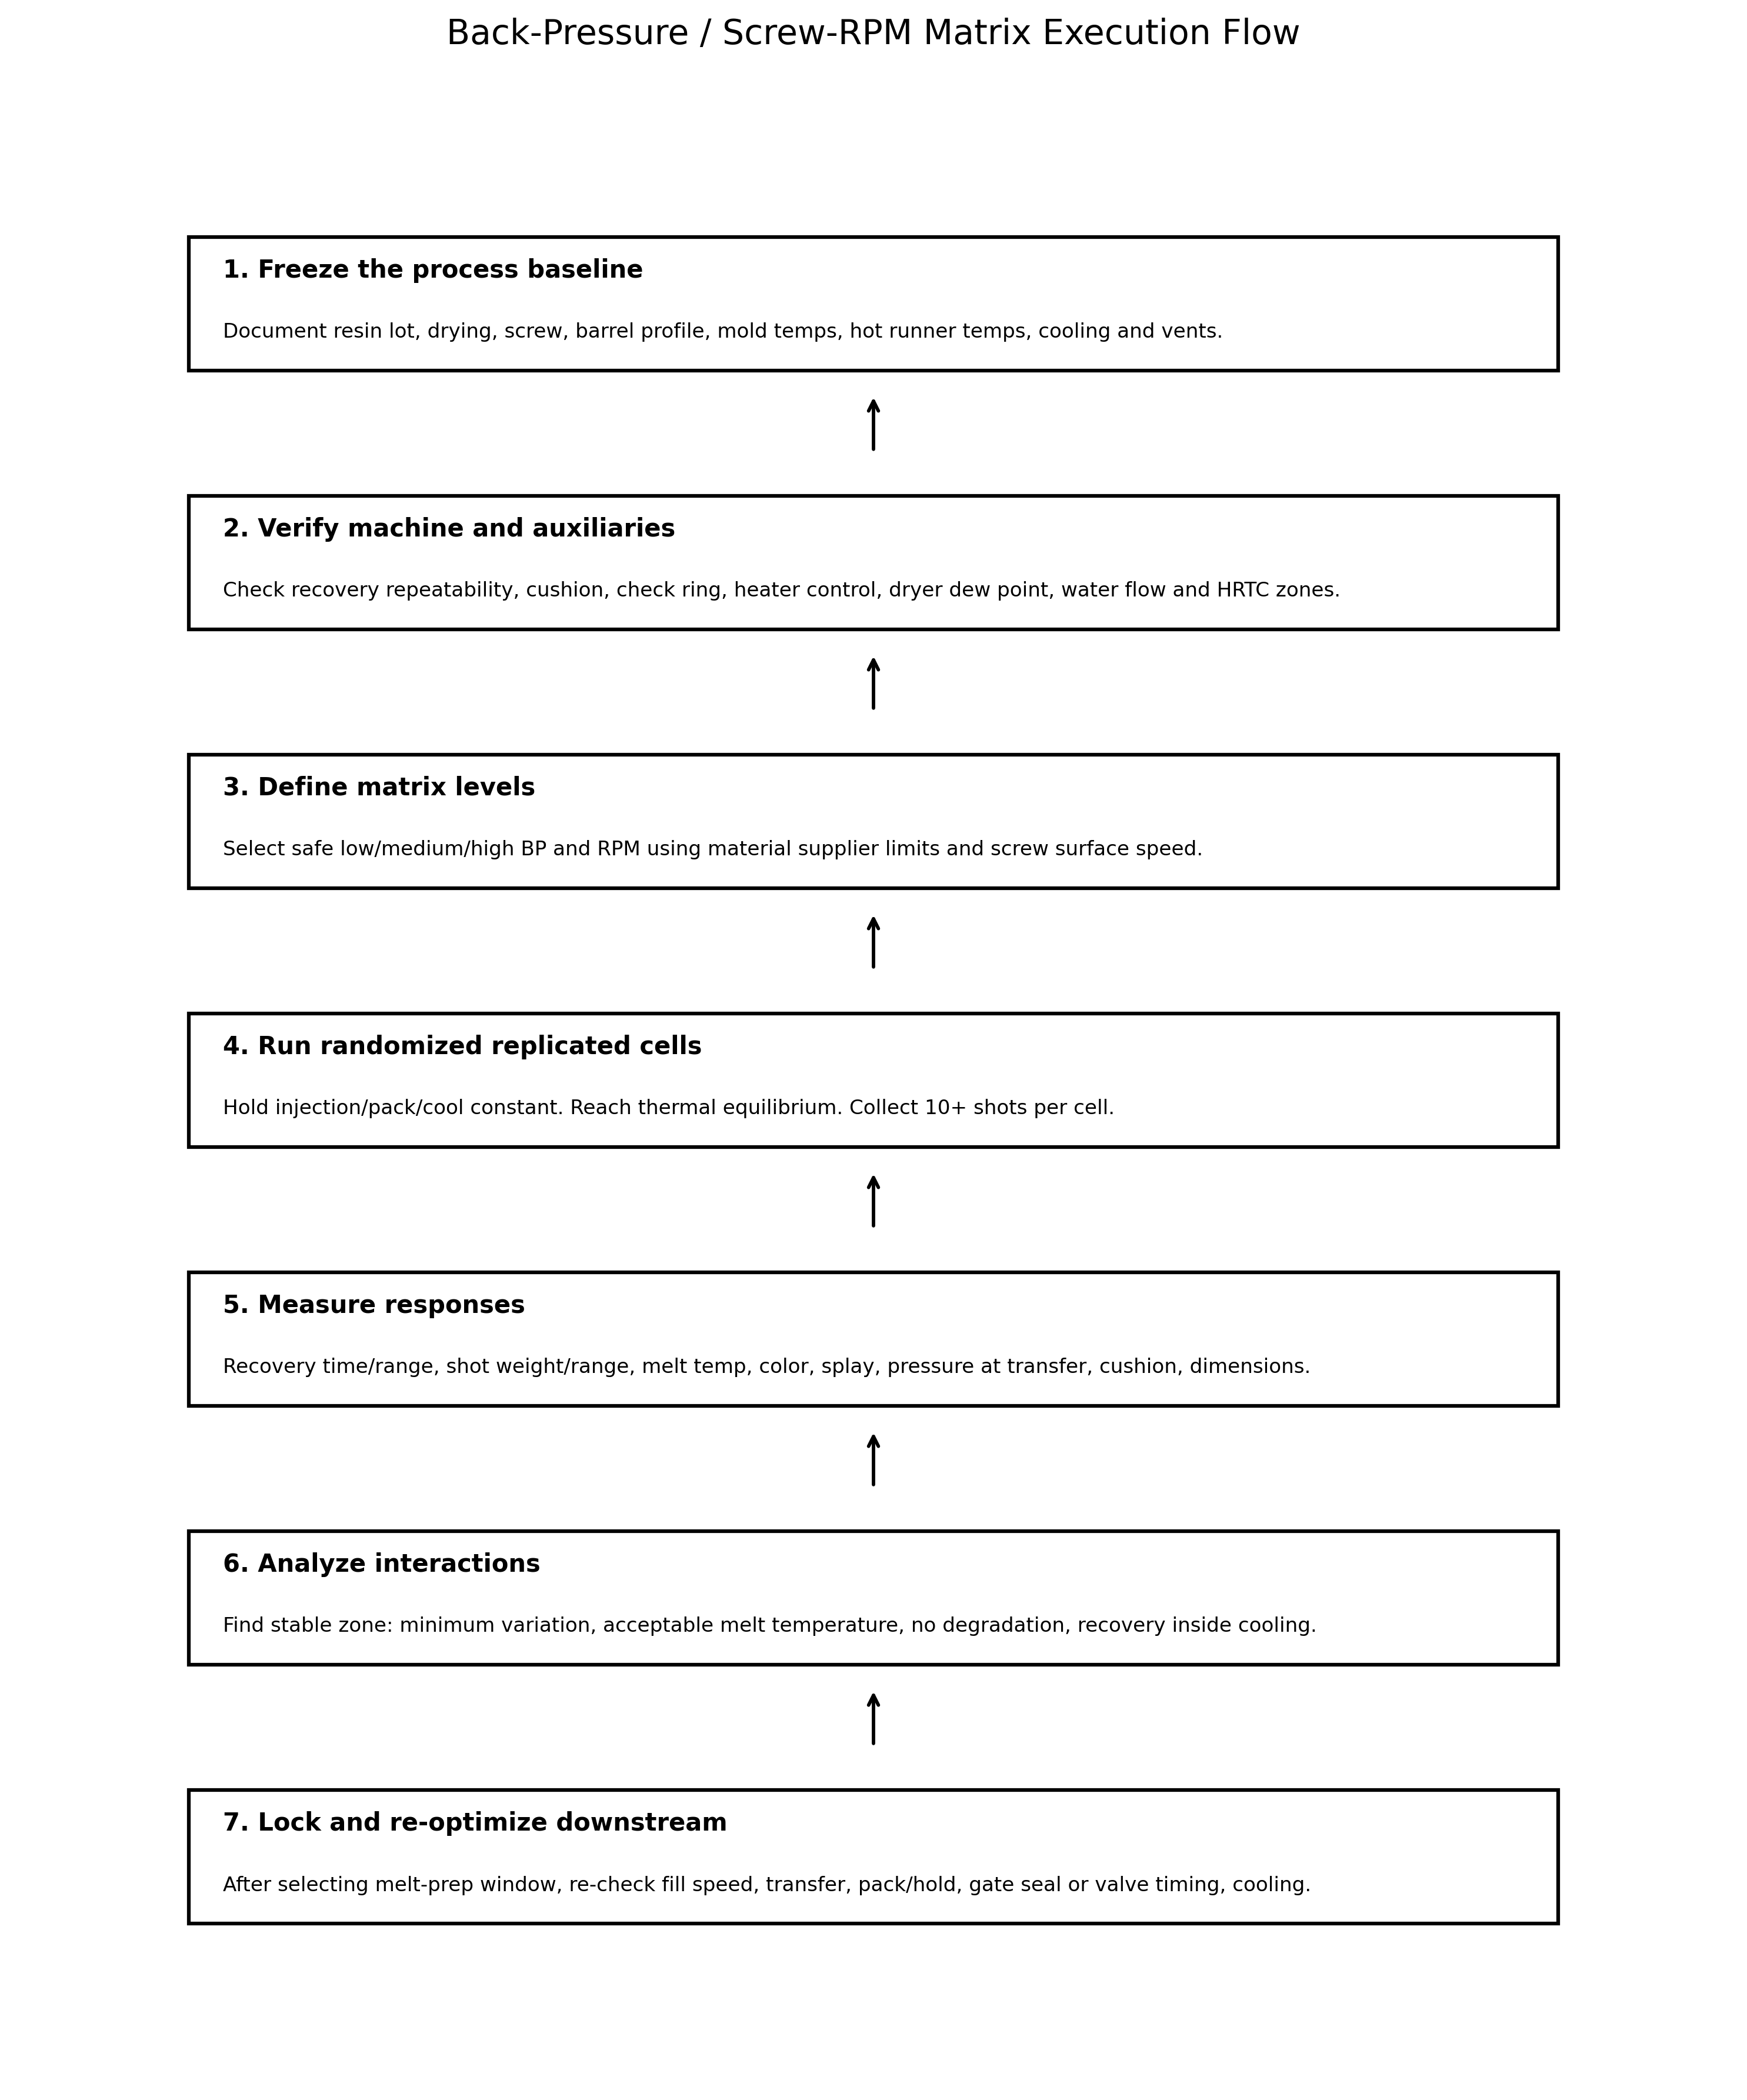 Back-Pressure / Screw-RPM Matrix Execution Flow
1. Freeze the process baseline
Document resin lot, drying, screw, barrel profile, mold temps, hot runner temps, cooling and vents.
2. Verify machine and auxiliaries
Check recovery repeatability, cushion, check ring, heater control, dryer dew point, water flow and HRTC zones.
3. Define matrix levels
Select safe low/medium/high BP and RPM using material supplier limits and screw surface speed.
4. Run randomized replicated cells
Hold injection/pack/cool constant. Reach thermal equilibrium. Collect 10+ shots per cell.
5. Measure responses
Recovery time/range, shot weight/range, melt temp, color, splay, pressure at transfer, cushion, dimensions.
6. Analyze interactions
Find stable zone: minimum variation, acceptable melt temperature, no degradation, recovery inside cooling.
7. Lock and re-optimize downstream
After selecting melt-prep window, re-check fill speed, transfer, pack/hold, gate seal or valve timing, cooling.